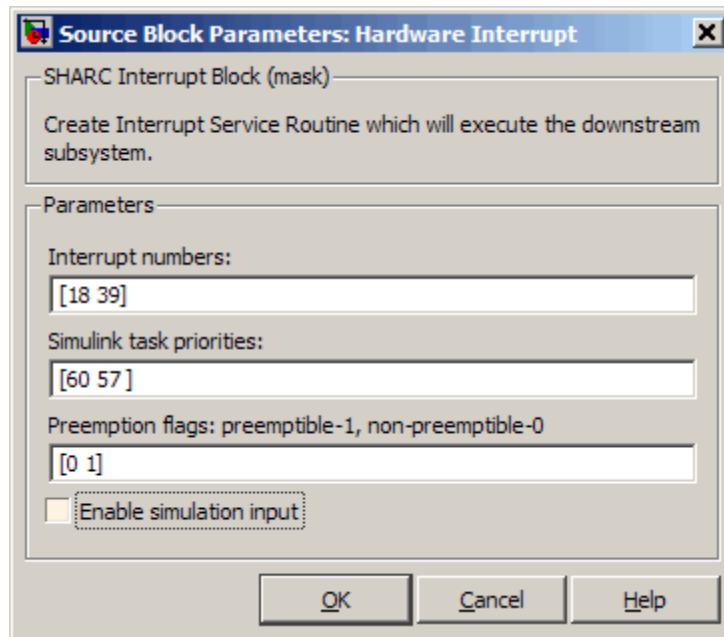 Source Block Parameters: Hardware Interrupt
SHARC Interrupt Block (mask)
Create Interrupt Service Routine which will execute the downstream
subsystem.
Parameters
Interrupt numbers:
[18 39]
Simulink task priorities:
[60 57 ]
Preemption flags: preemptible-1, non-preemptible-0
[0 1]
Enable simulation input
OK Cancel Help